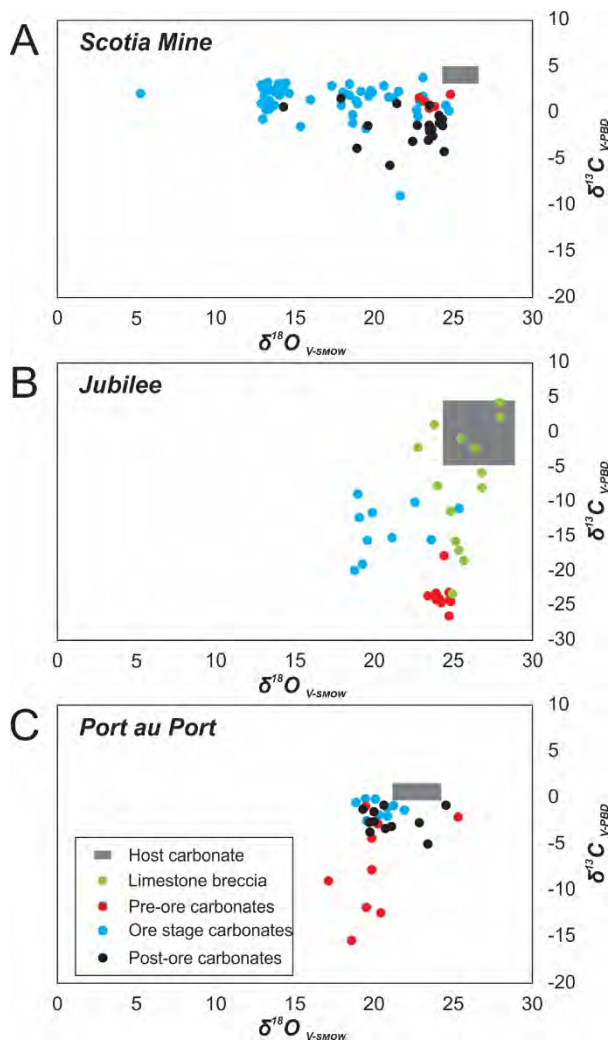 A Scotia Mine
10
5
0
-5
-10
-15
-20
δ¹³C V-PBD
0 5 10 15 20 25 30
δ¹⁸O V-SMOW
B Jubilee
10
5
0
-5
-10
-15
-20
-25
-30
δ¹³C V-PBD
0 5 10 15 20 25 30
δ¹⁸O V-SMOW
C Port au Port
10
5
0
-5
-10
-15
-20
δ¹³C V-PBD
Host carbonate
Limestone breccia
Pre-ore carbonates
Ore stage carbonates
Post-ore carbonates
0 5 10 15 20 25 30
δ¹⁸O V-SMOW